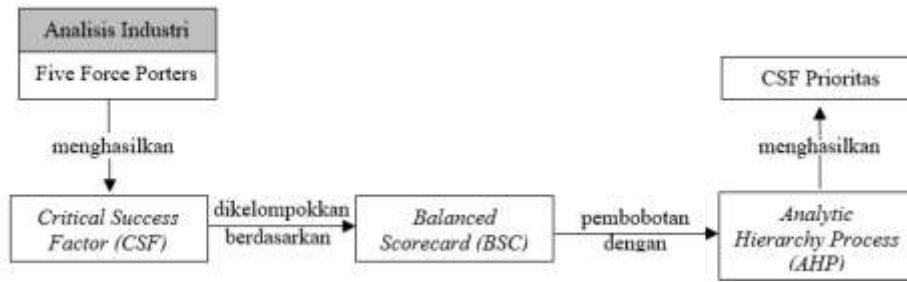 Analisis Industri
Five Force Porters
CSF Prioritas
menghasilkan
menghasilkan
Critical Success
Factor (CSF)
dikelompokkan
berdasarkan
Balanced
Scorecard (BSC)
pembobotan
dengan
Analytic
Hierarchy Process
(AHP)